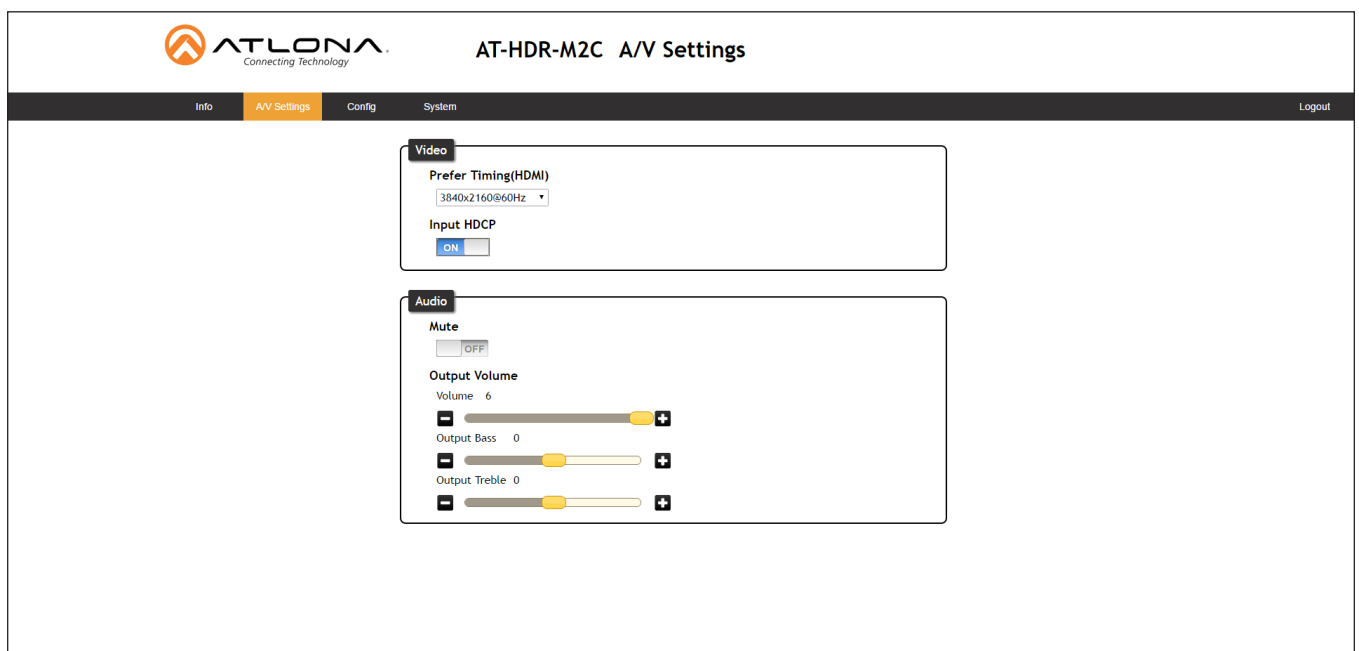 ATLONA.
Connecting Technology
AT-HDR-M2C A/V Settings
Info A/V Settings Config System Logout
Video
Prefer Timing(HDMI)
3840x2160@60Hz
Input HDCP
ON
Audio
Mute
OFF
Output Volume
Volume 6
Output Bass 0
Output Treble 0